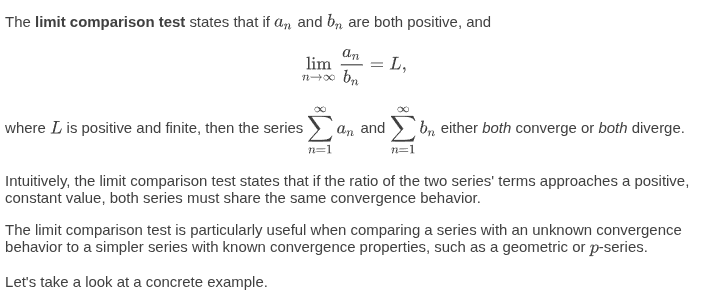 The limit comparison test states that if aₙ and bₙ are both positive, and
lim n→∞ aₙ/bₙ = L,
where L is positive and finite, then the series ∑ₙ₌₁^∞ aₙ and ∑ₙ₌₁^∞ bₙ either both converge or both diverge.
Intuitively, the limit comparison test states that if the ratio of the two series' terms approaches a positive,
constant value, both series must share the same convergence behavior.
The limit comparison test is particularly useful when comparing a series with an unknown convergence
behavior to a simpler series with known convergence properties, such as a geometric or p-series.
Let's take a look at a concrete example.